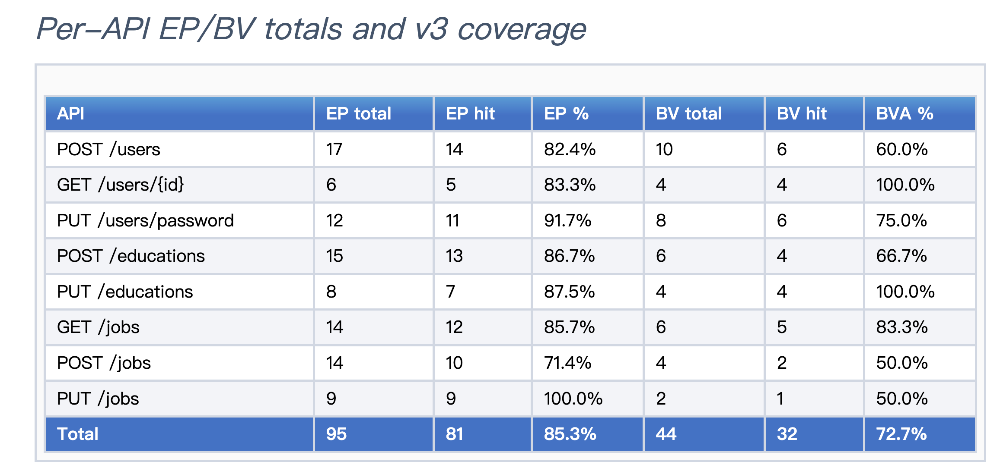 Per-API EP/BV totals and v3 coverage
API EP total EP hit EP % BV total BV hit BVA %
POST /users 17 14 82.4% 10 6 60.0%
GET /users/{id} 6 5 83.3% 4 4 100.0%
PUT /users/password 12 11 91.7% 8 6 75.0%
POST /educations 15 13 86.7% 6 4 66.7%
PUT /educations 8 7 87.5% 4 4 100.0%
GET /jobs 14 12 85.7% 6 5 83.3%
POST /jobs 14 10 71.4% 4 2 50.0%
PUT /jobs 9 9 100.0% 2 1 50.0%
Total 95 81 85.3% 44 32 72.7%